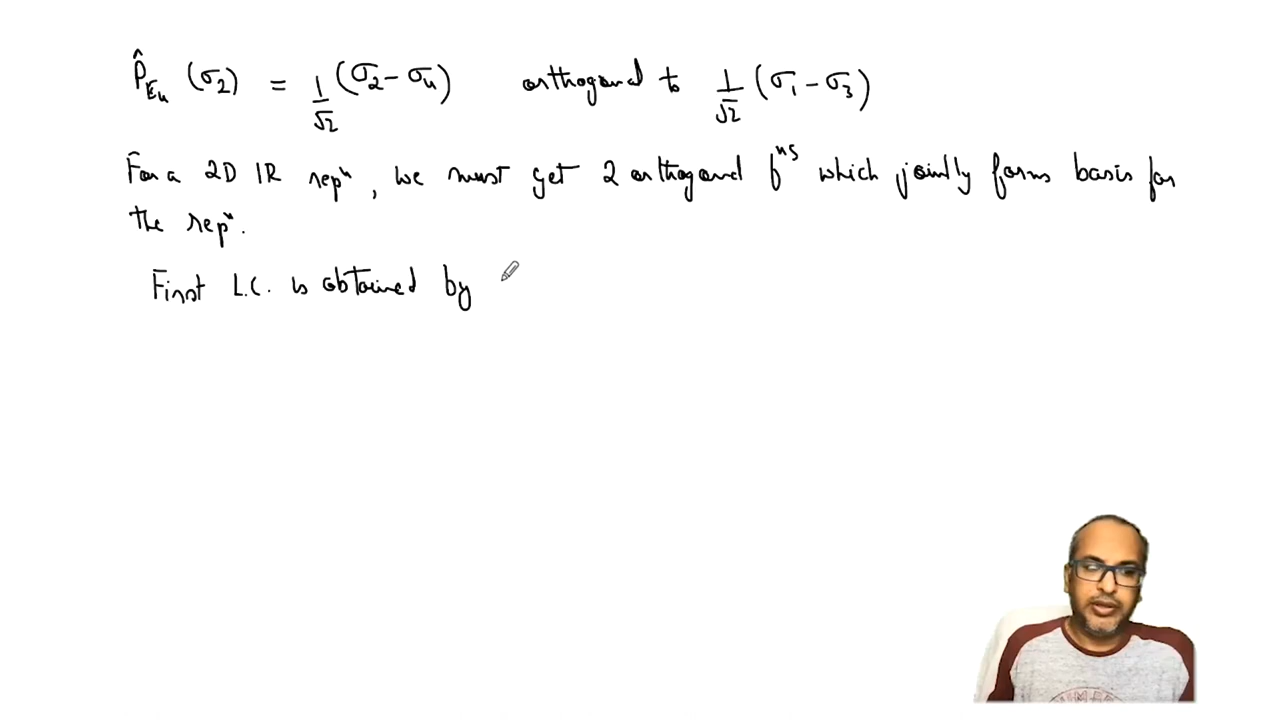 P̂_Eu (σ2) = 1/√2 (σ2 − σ4) orthogonal to 1/√2 (σ1 − σ3)
For a 2D IR repⁿ, we must get 2 orthogonal fⁿˢ which jointly forms basis for
the repⁿ.
First L.C. is obtained by